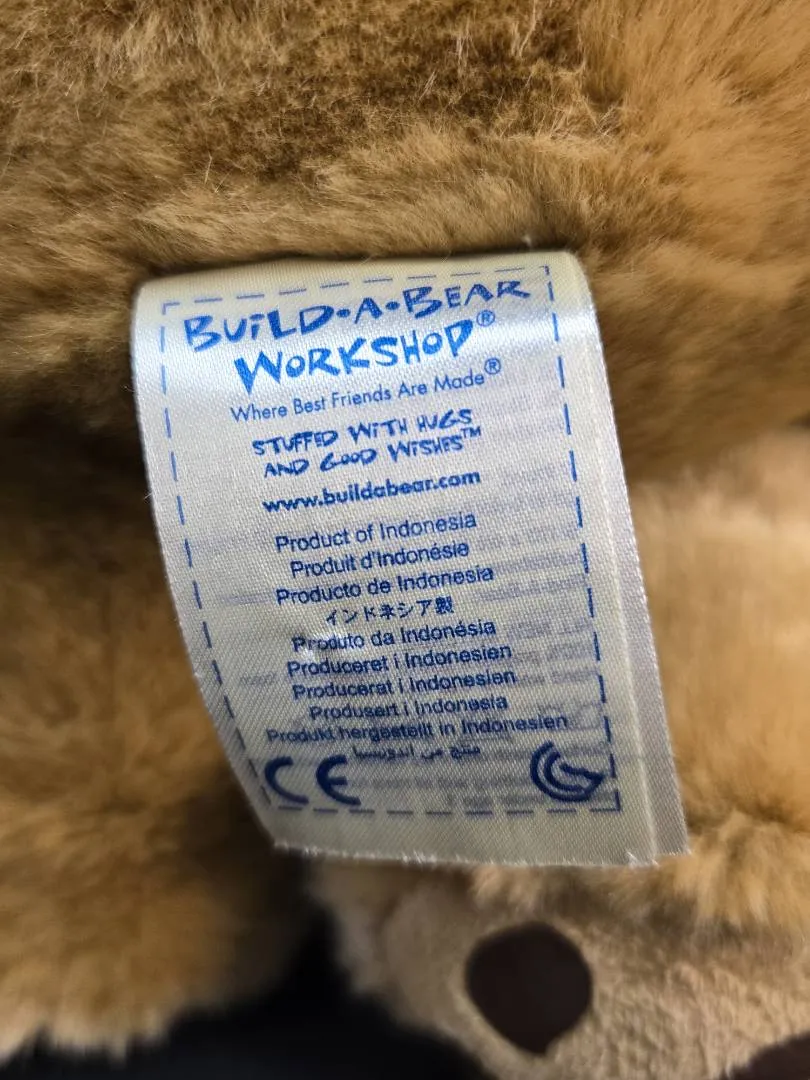 BUILD•A•BEAR
WORKSHOP®
Where Best Friends Are Made®
STUFFED WITH HUGS
AND GOOD WISHES™
www.buildabear.com
Product of Indonesia
Produit d'Indonésie
Producto de Indonesia
インドネシア製
Produto da Indonésia
Produceret i Indonesien
Producerat i Indonesien
Produsert i Indonesia
Produkt hergestellt in Indonesien
منتج من اندونيسيا
CE